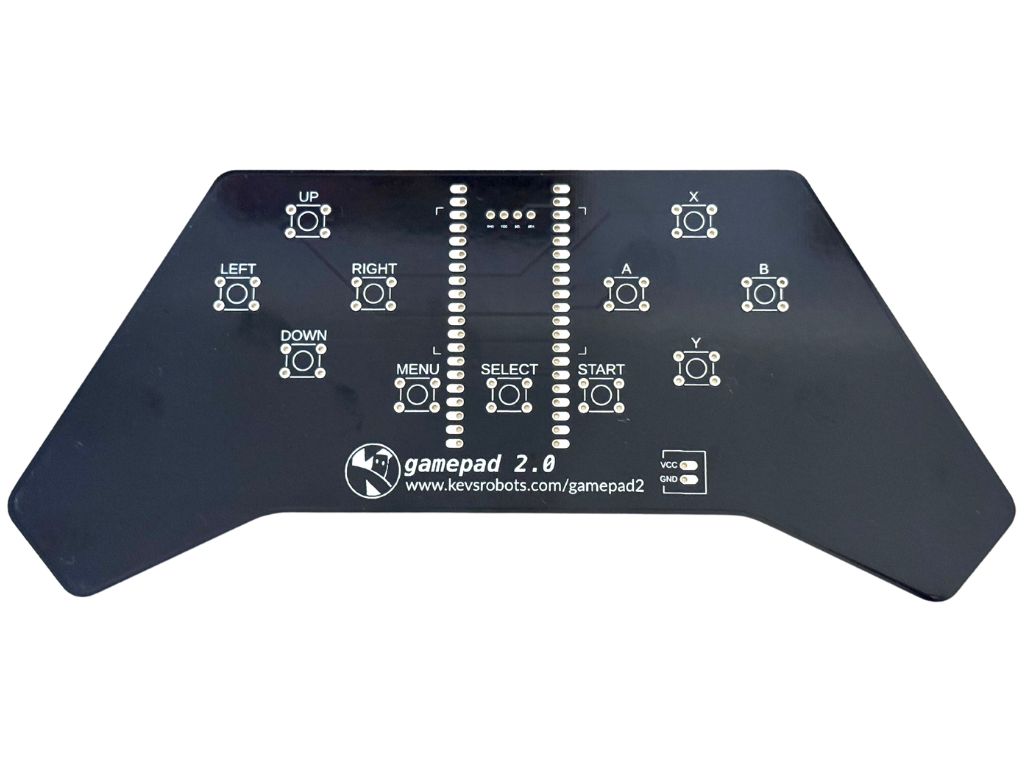 UP
X
LEFT
RIGHT
A
B
DOWN
Y
MENU
SELECT
START
gamepad 2.0
www.kevsrobots.com/gamepad2
VCC
GND